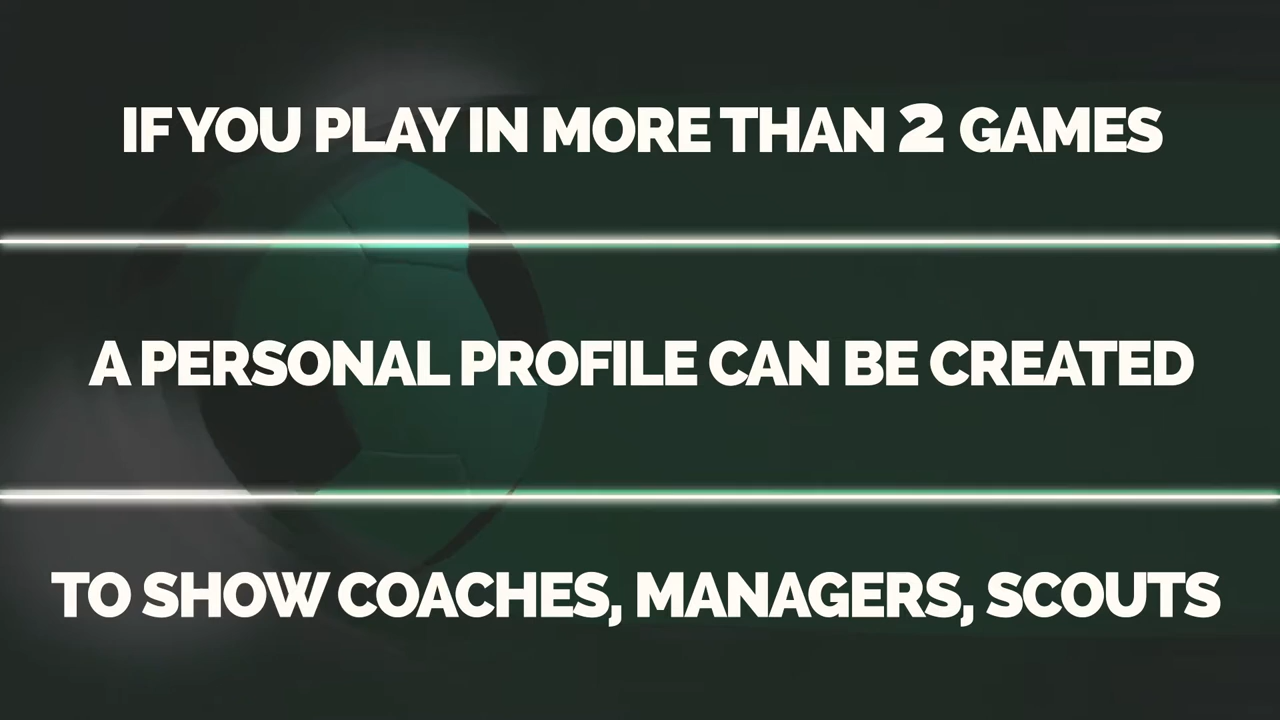 IF YOU PLAY IN MORE THAN 2 GAMES
A PERSONAL PROFILE CAN BE CREATED
TO SHOW COACHES, MANAGERS, SCOUTS